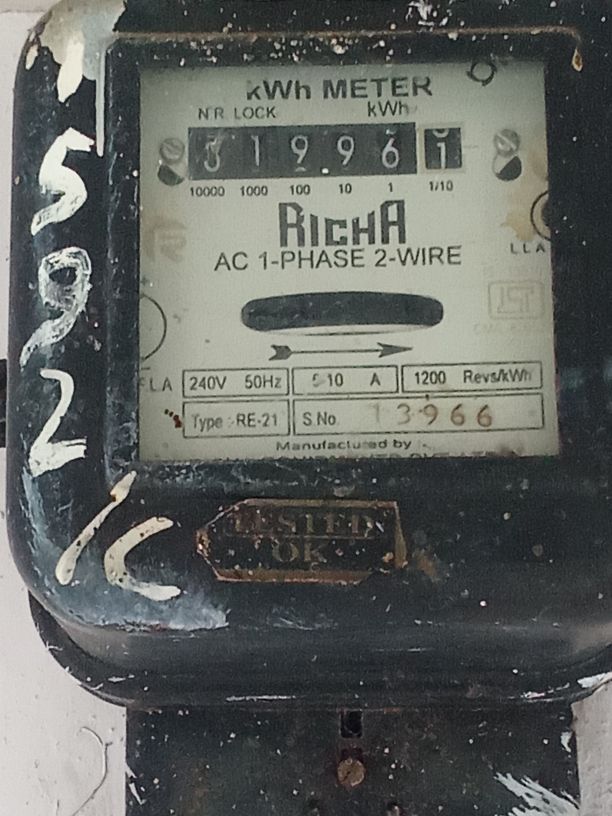 kWh METER
N'R LOCK kWh
3 1 9 9 6 1
10000 1000 100 10 1 1/10
RICHA
AC 1-PHASE 2-WIRE
LLA
FLA
240V 50Hz 5-10 A 1200 Revs/kWh
Type : RE-21 S.No. 13966
Manufactured by
TESTED
OK
1
5
9
2
/C